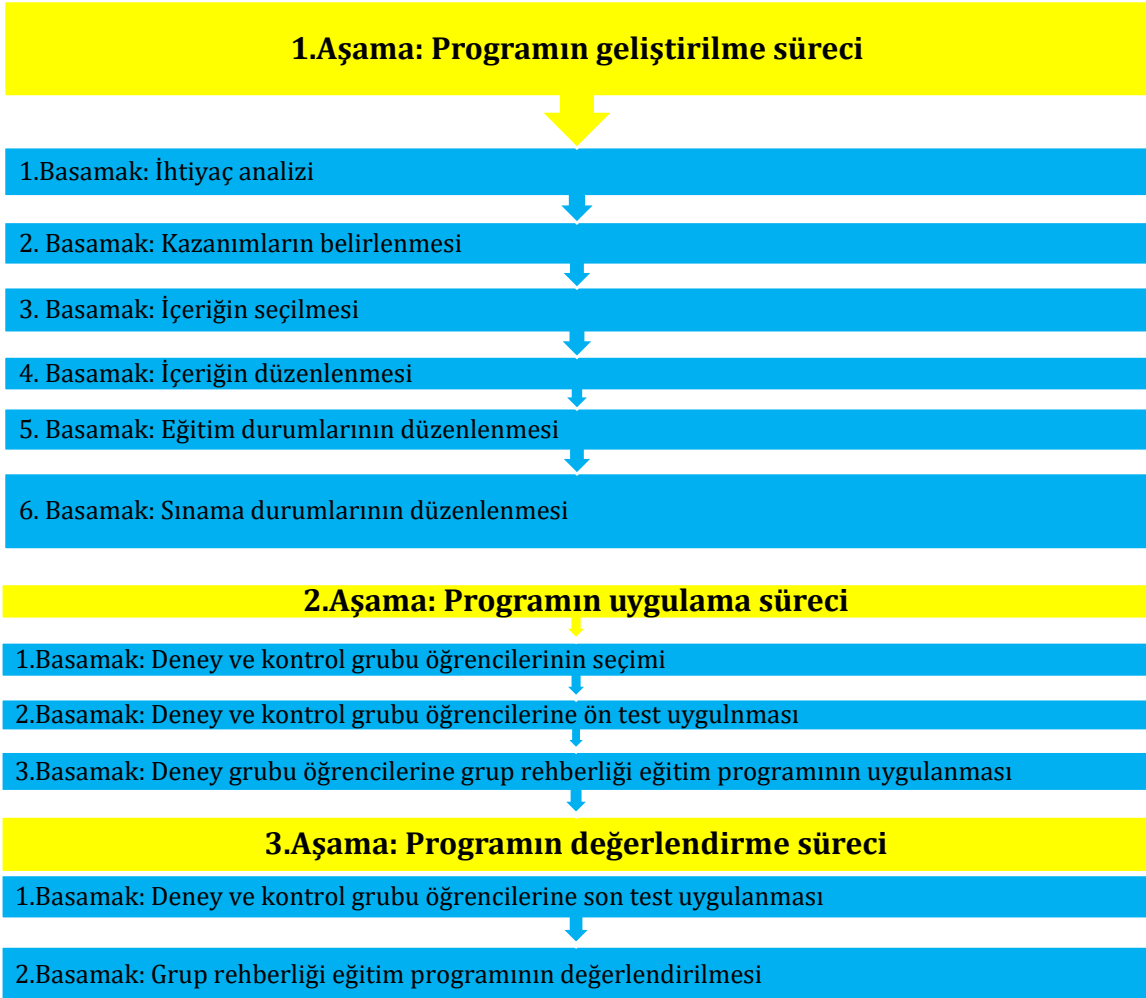 1.Aşama: Programın geliştirilme süreci
1.Basamak: İhtiyaç analizi
2. Basamak: Kazanımların belirlenmesi
3. Basamak: İçeriğin seçilmesi
4. Basamak: İçeriğin düzenlenmesi
5. Basamak: Eğitim durumlarının düzenlenmesi
6. Basamak: Sınama durumlarının düzenlenmesi
2.Aşama: Programın uygulama süreci
1.Basamak: Deney ve kontrol grubu öğrencilerinin seçimi
2.Basamak: Deney ve kontrol grubu öğrencilerine ön test uygulnması
3.Basamak: Deney grubu öğrencilerine grup rehberliği eğitim programının uygulanması
3.Aşama: Programın değerlendirme süreci
1.Basamak: Deney ve kontrol grubu öğrencilerine son test uygulanması
2.Basamak: Grup rehberliği eğitim programının değerlendirilmesi